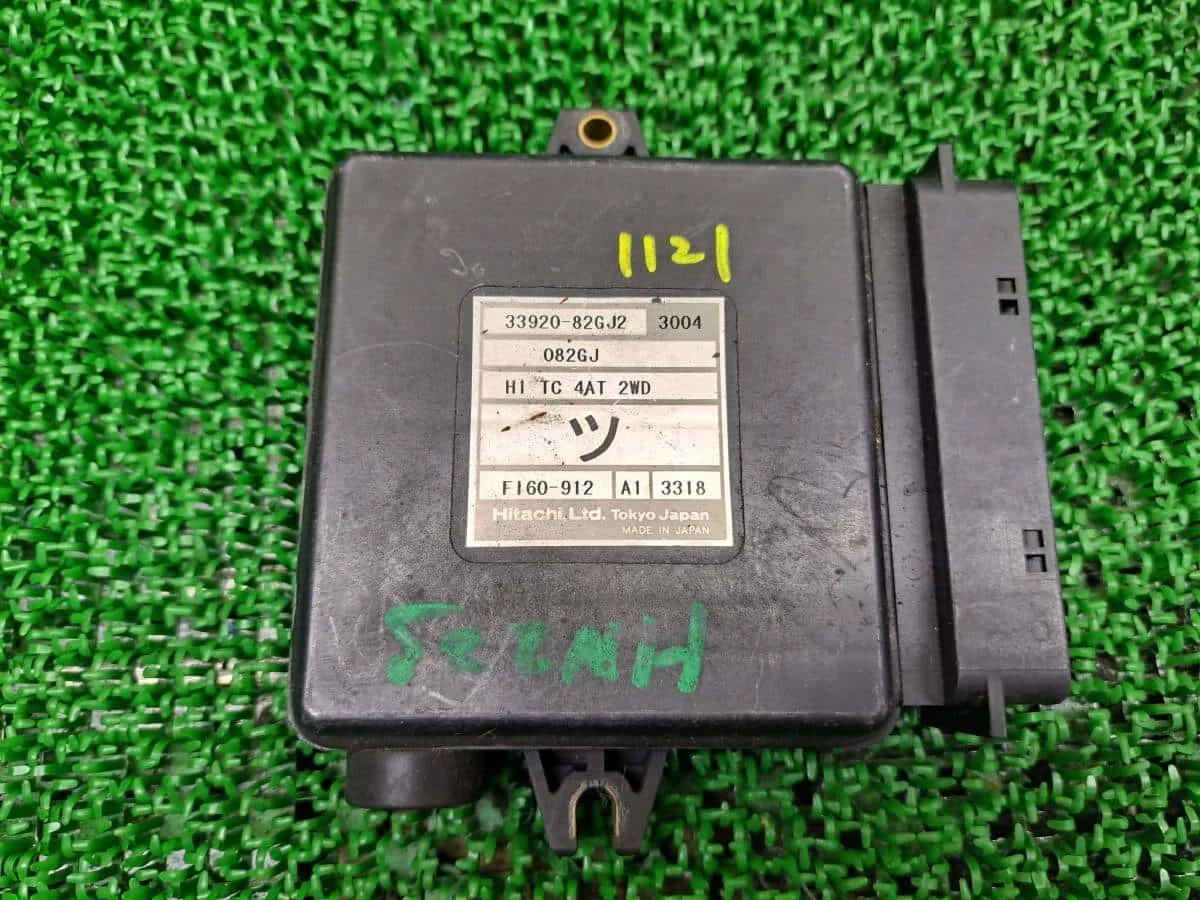 1121
33920-82GJ2 3004
082GJ
HI TC 4AT 2WD
ツ
F160-912 A1 3318
Hitachi, Ltd. Tokyo Japan
MADE IN JAPAN